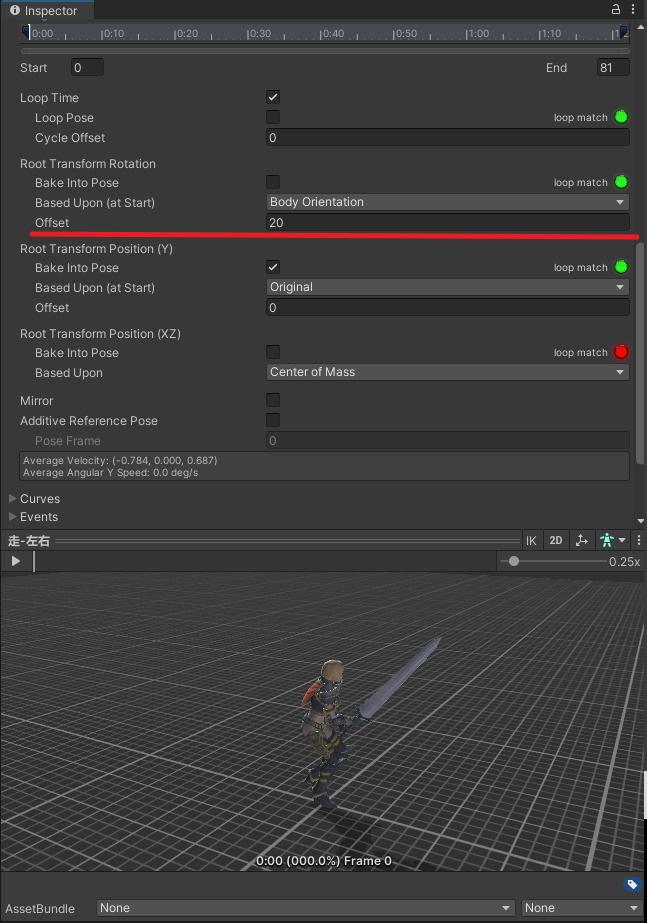 Inspector
0:00 0:10 0:20 0:30 0:40 0:50 1:00 1:10
Start 0 End 81
Loop Time
Loop Pose loop match
Cycle Offset 0
Root Transform Rotation
Bake Into Pose loop match
Based Upon (at Start) Body Orientation
Offset 20
Root Transform Position (Y)
Bake Into Pose loop match
Based Upon (at Start) Original
Offset 0
Root Transform Position (XZ)
Bake Into Pose loop match
Based Upon Center of Mass
Mirror
Additive Reference Pose
Pose Frame 0
Average Velocity: (-0.784, 0.000, 0.687)
Average Angular Y Speed: 0.0 deg/s
Curves
Events
走-左右 IK 2D
0.25x
0:00 (000.0%) Frame 0
AssetBundle None None